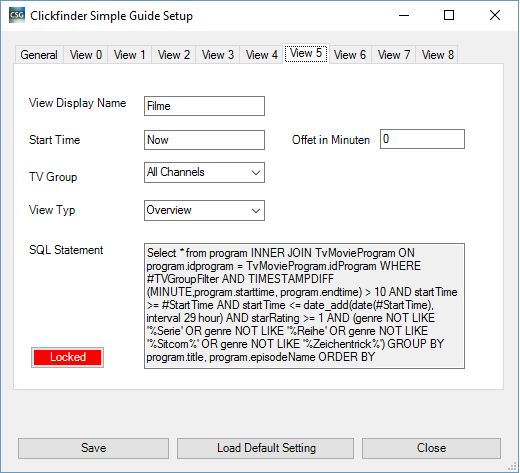 CSG Clickfinder Simple Guide Setup
General View 0 View 1 View 2 View 3 View 4 View 5 View 6 View 7 View 8
View Display Name Filme
Start Time Now Offet in Minuten 0
TV Group All Channels
View Typ Overview
SQL Statement Select * from program INNER JOIN TvMovieProgram ON
program.idprogram = TvMovieProgram.idProgram WHERE
#TVGroupFilter AND TIMESTAMPDIFF
(MINUTE,program.starttime, program.endtime) > 10 AND startTime
>= #StartTime AND startTime <= date_add(date(#StartTime),
interval 29 hour) AND starRating >= 1 AND (genre NOT LIKE
'%Serie' OR genre NOT LIKE '%Reihe' OR genre NOT LIKE
'%Sitcom%' OR genre NOT LIKE '%Zeichentrick%') GROUP BY
program.title, program.episodeName ORDER BY
Locked
Save Load Default Setting Close